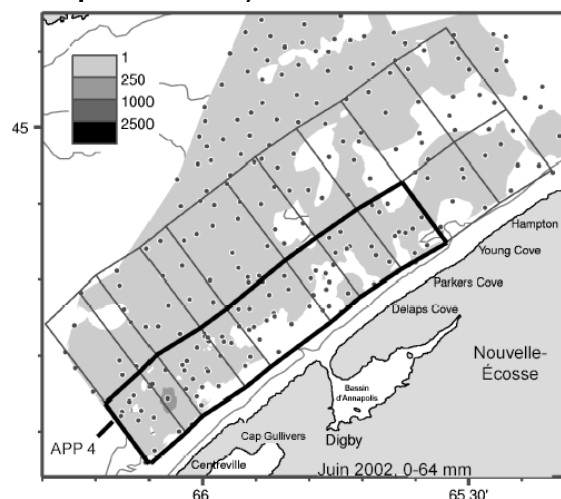 1
250
1000
2500
45
Hampton
Young Cove
Parkers Cove
Delaps Cove
Nouvelle-
Écosse
Bassin
d'Annapolis
APP 4
Cap Gullivers
Digby
Centreville
Juin 2002, 0-64 mm
66
65 30'